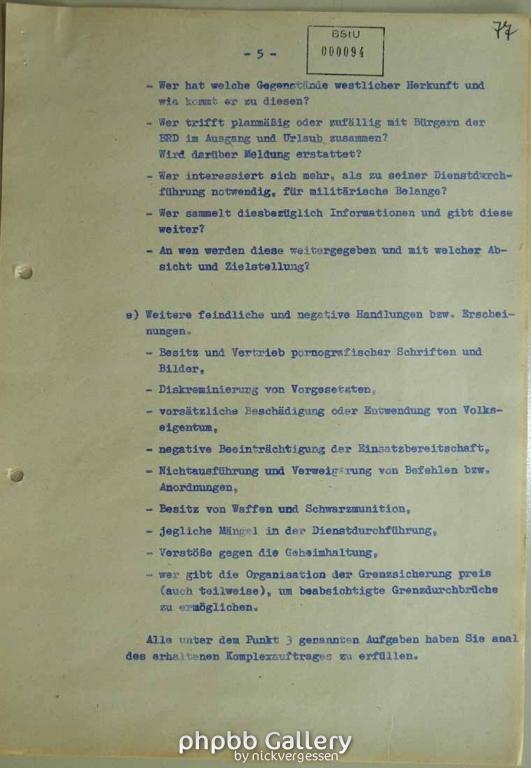 77
- 5 -
BStU
000094
- Wer hat welche Gegenstände westlicher Herkunft und
wie kommt er zu diesen?
- Wer trifft planmäßig oder zufällig mit Bürgern der
BRD im Ausgang und Urlaub zusammen?
Wird darüber Meldung erstattet?
- Wer interessiert sich mehr, als zu seiner Dienstdurch-
führung notwendig, für militärische Belange?
- Wer sammelt diesbezüglich Informationen und gibt diese
weiter?
- An wen werden diese weitergegeben und mit welcher Ab-
sicht und Zielstellung?
e) Weitere feindliche und negative Handlungen bzw. Erschei-
nungen.
- Besitz und Vertrieb pornografischer Schriften und
Bilder,
- Diskreminierung von Vorgesetzten,
- vorsätzliche Beschädigung oder Entwendung von Volks-
eigentum,
- negative Beeinträchtigung der Einsatzbereitschaft,
- Nichtausführung und Verweigerung von Befehlen bzw.
Anordnungen,
- Besitz von Waffen und Schwarzmunition,
- jegliche Mängel in der Dienstdurchführung,
- Verstöße gegen die Geheimhaltung,
- wer gibt die Organisation der Grenzsicherung preis
(auch teilweise), um beabsichtigte Grenzdurchbrüche
zu ermöglichen.
Alle unter dem Punkt 3 genannten Aufgaben haben Sie anal
des erhaltenen Komplexauftrages zu erfüllen.
phpbb Gallery
by nickvergessen